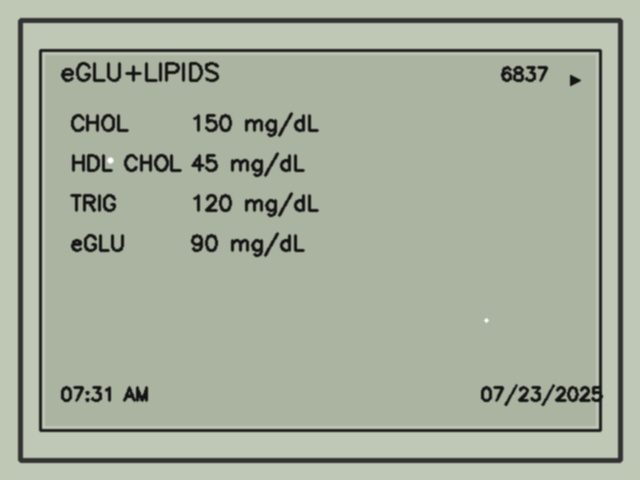 eGLU+LIPIDS 6837 ▶
CHOL 150 mg/dL
HDL CHOL 45 mg/dL
TRIG 120 mg/dL
eGLU 90 mg/dL
07:31 AM 07/23/2025